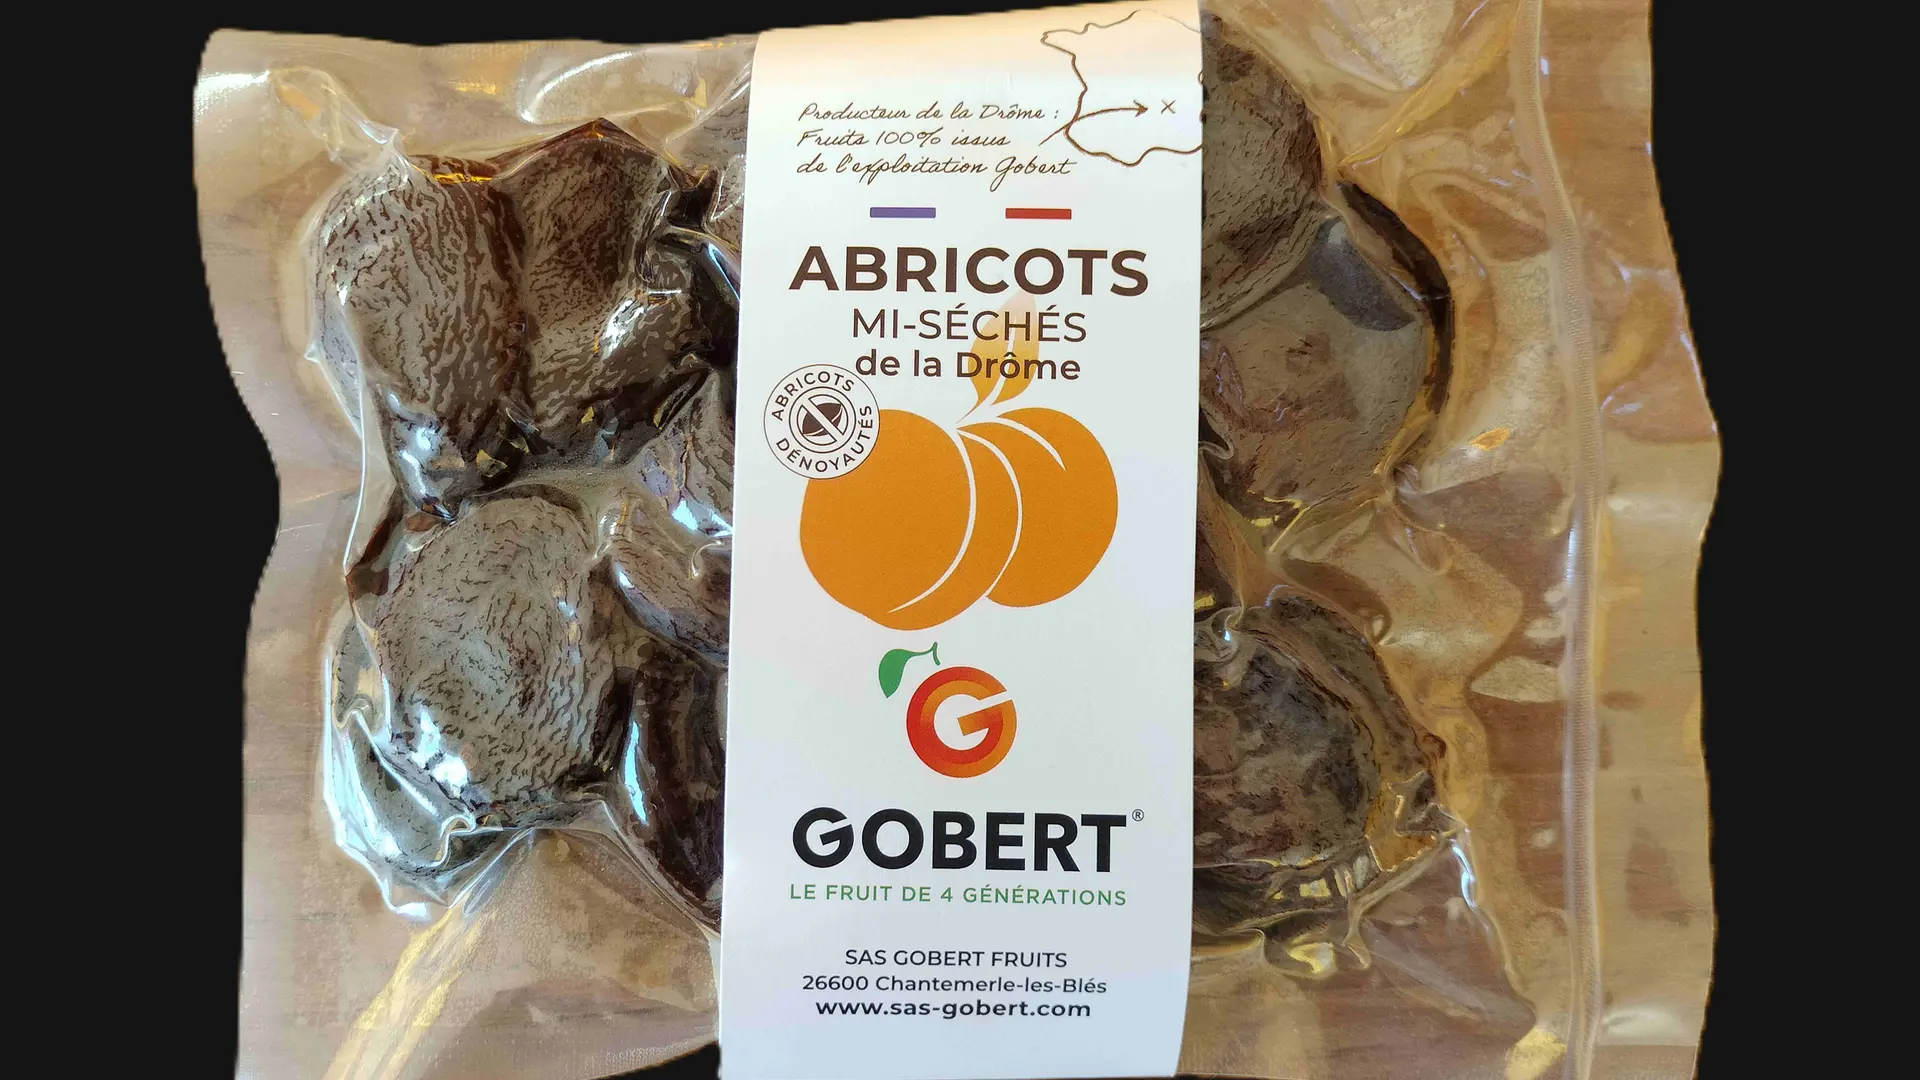 Producteur de la Drôme :
Fruits 100% issus
de l'exploitation Gobert
ABRICOTS
MI-SÉCHÉS
de la Drôme
ABRICOTS
DÉNOYAUTÉS
G
GOBERT®
LE FRUIT DE 4 GÉNÉRATIONS
SAS GOBERT FRUITS
26600 Chantemerle-les-Blés
www.sas-gobert.com